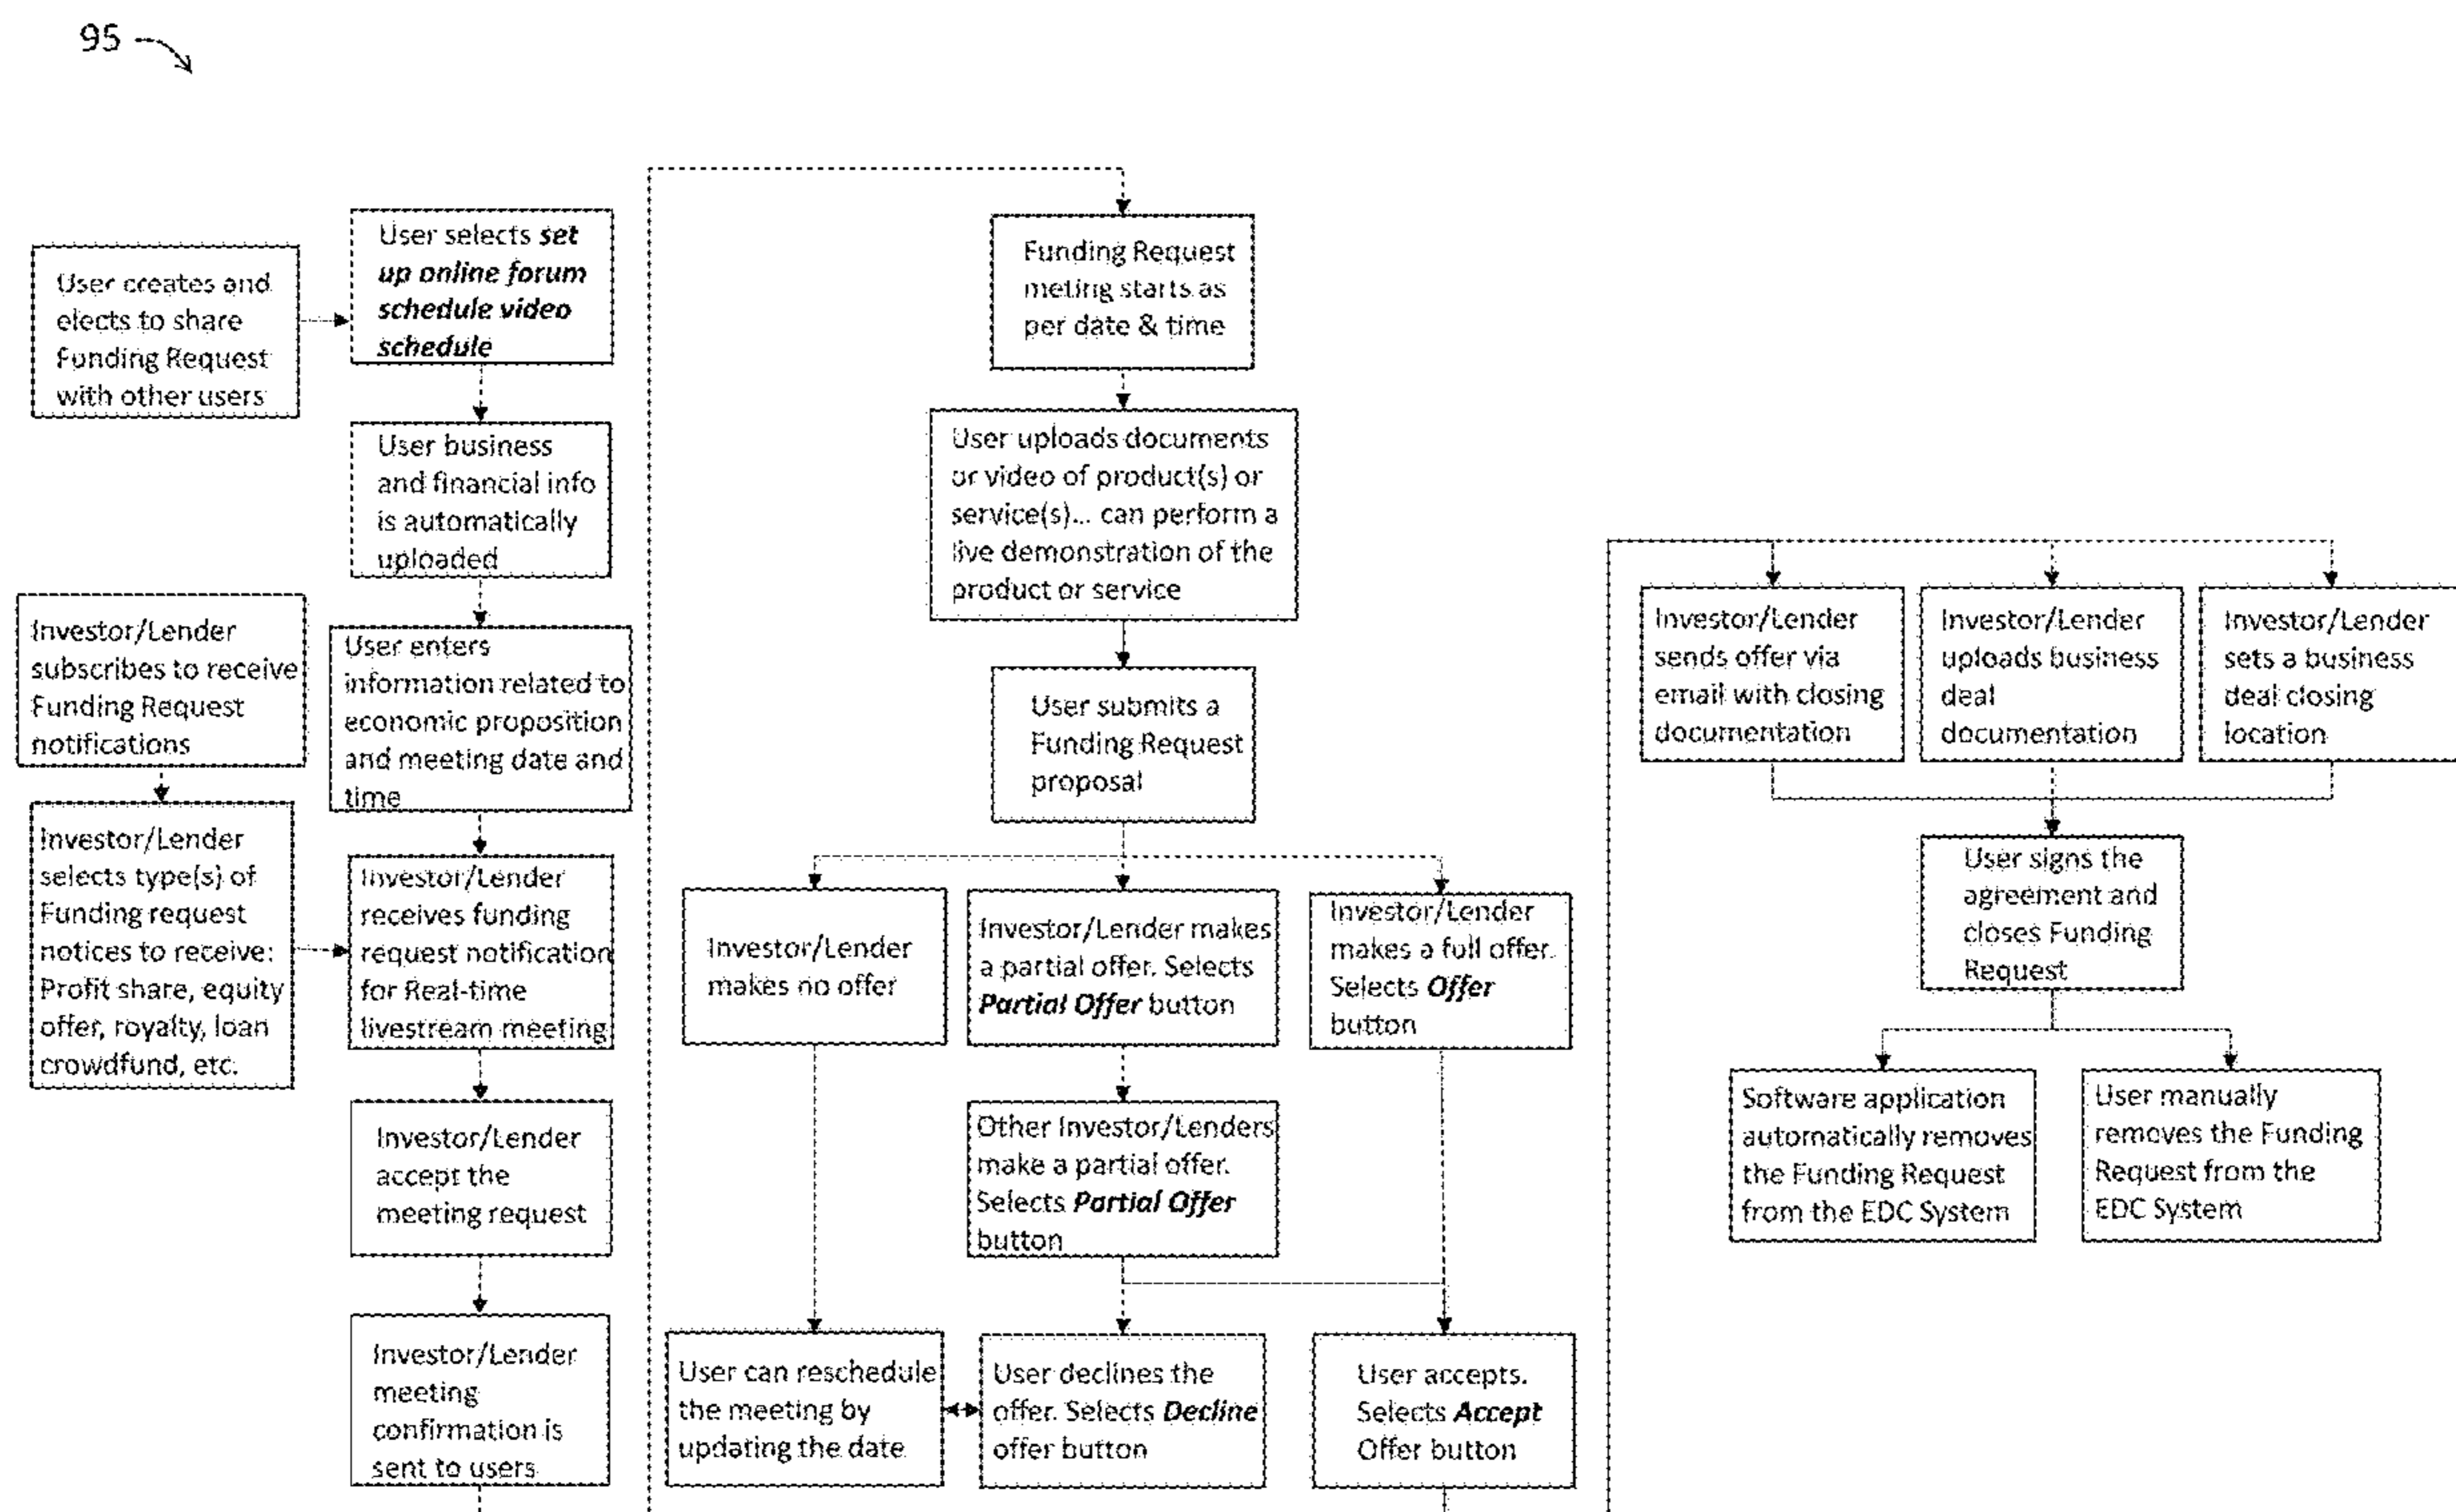 95
User creates and
elects to share
Funding Request
with other users
User selects set
up online forum
schedule video
schedule
User business
and financial info
is automatically
uploaded
Investor/Lender
subscribes to receive
Funding Request
notifications
User enters
information related to
economic proposition
and meeting date and
time
Investor/Lender
selects type(s) of
Funding request
notices to receive:
Profit share, equity
offer, royalty, loan
crowdfund, etc.
Investor/Lender
receives funding
request notification
for Real-time
livestream meeting
Investor/Lender
accept the
meeting request
Investor/Lender
meeting
confirmation is
sent to users
Funding Request
meting starts as
per date & time
User uploads documents
or video of product(s) or
service(s)... can perform a
live demonstration of the
product or service
User submits a
Funding Request
proposal
Investor/Lender
makes no offer
Investor/Lender makes
a partial offer. Selects
Partial Offer button
Investor/Lender
makes a full offer.
Selects Offer
button
Other Investor/Lenders
make a partial offer.
Selects Partial Offer
button
User can reschedule
the meeting by
updating the date
User declines the
offer. Selects Decline
offer button
User accepts.
Selects Accept
Offer button
Investor/Lender
sends offer via
email with closing
documentation
Investor/Lender
uploads business
deal
documentation
Investor/Lender
sets a business
deal closing
location
User signs the
agreement and
closes Funding
Request
Software application
automatically removes
the Funding Request
from the EDC System
User manually
removes the Funding
Request from the
EDC System